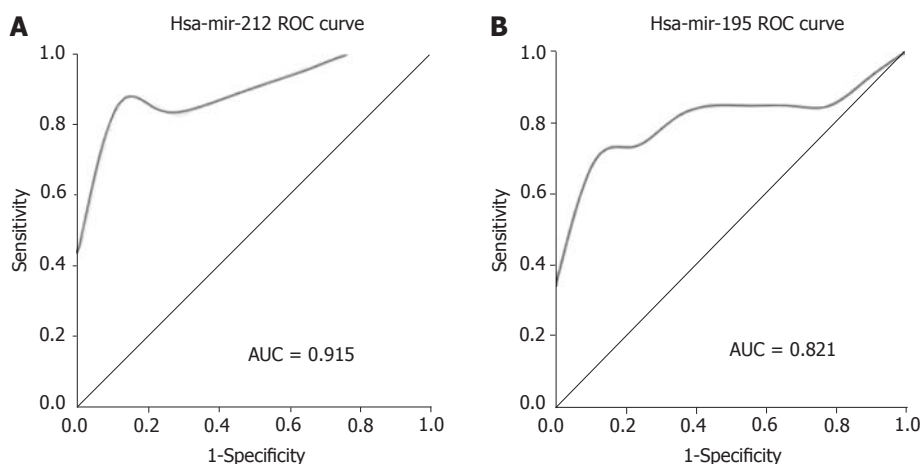 A
Hsa-mir-212 ROC curve
1.0
0.8
0.6
0.4
0.2
0.0
Sensitivity
AUC = 0.915
0.0 0.2 0.4 0.6 0.8 1.0
1-Specificity
B
Hsa-mir-195 ROC curve
1.0
0.8
0.6
0.4
0.2
0.0
Sensitivity
AUC = 0.821
0.0 0.2 0.4 0.6 0.8 1.0
1-Specificity